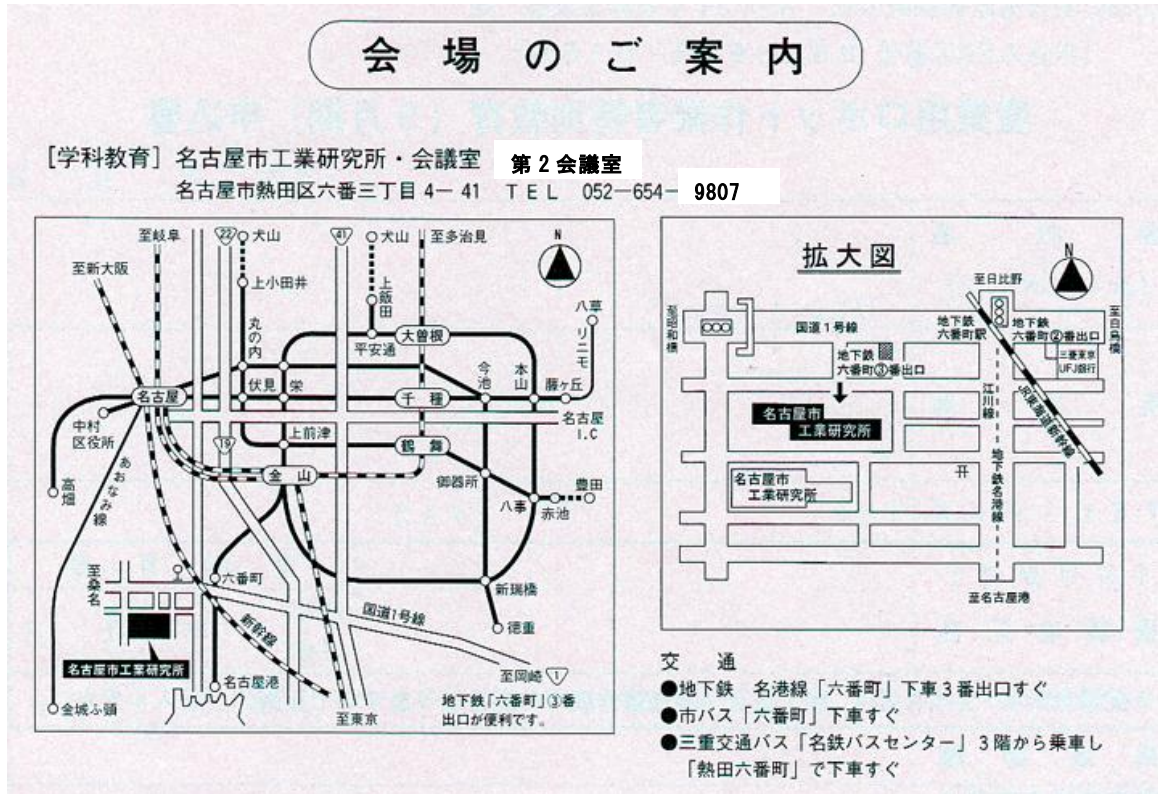 会場のご案内
［学科教育］ 名古屋市工業研究所・会議室 第2会議室
名古屋市熱田区六番三丁目4－41 TEL 052－654－9807
至岐阜
22
犬山
41
犬山
至多治見
N
至新大阪
上小田井
上飯田
八草
リニモ
丸の内
平安通
大曽根
今池
本山
藤ヶ丘
名古屋
伏見
栄
千種
名古屋I.C
中村区役所
19
上前津
鶴舞
金山
御器所
豊田
高畑
あおなみ線
八事
赤池
至桑名
六番町
新瑞橋
国道1号線
新幹線
徳重
名古屋市工業研究所
至岡崎
1
名古屋港
金城ふ頭
至東京
地下鉄「六番町」③番
出口が便利です。
拡大図
N
至日比野
至昭和橋
国道1号線
地下鉄
六番町駅
地下鉄
六番町②番出口
至白鳥橋
地下鉄
六番町③番出口
三菱東京
UFJ銀行
江川線
JR東海道新幹線
名古屋市
工業研究所
地下鉄名港線
名古屋市
工業研究所
至名古屋港
交 通
●地下鉄 名港線「六番町」下車3番出口すぐ
●市バス「六番町」下車すぐ
●三重交通バス「名鉄バスセンター」3階から乗車し
「熱田六番町」で下車すぐ